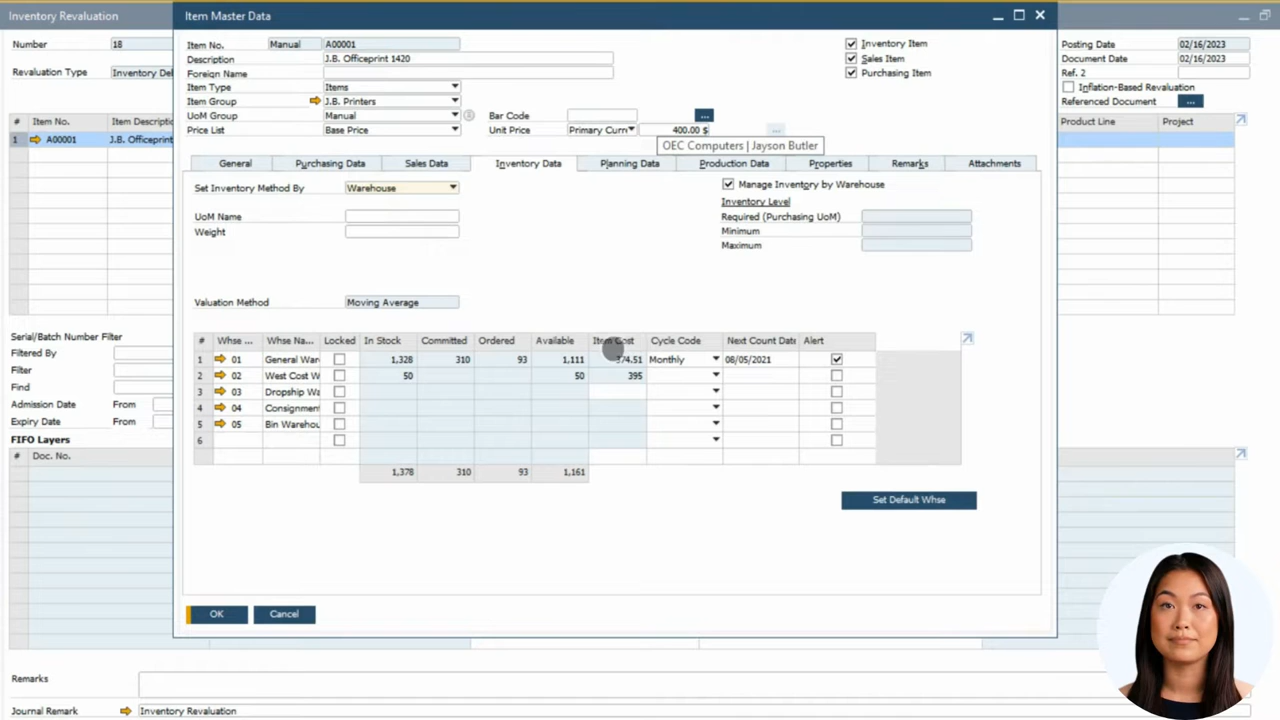 Inventory Revaluation
Item Master Data
Number 18
Revaluation Type Inventory Del
# Item No. Item Descripti
1 A00001 J.B. Officeprint
Serial/Batch Number Filter
Filtered By
Filter
Find
Admission Date From
Expiry Date From
FIFO Layers
# Doc. No.
Remarks
Journal Remark Inventory Revaluation
Item No. Manual A00001
Description J.B. Officeprint 1420
Foreign Name
Item Type Items
Item Group J.B. Printers
UoM Group Manual
Price List Base Price
Bar Code ...
Unit Price Primary Curr 400.00 $ ...
OEC Computers | Jayson Butler
Inventory Item
Sales Item
Purchasing Item
General Purchasing Data Sales Data Inventory Data Planning Data Production Data Properties Remarks Attachments
Set Inventory Method By Warehouse
UoM Name
Weight
Valuation Method Moving Average
Manage Inventory by Warehouse
Inventory Level
Required (Purchasing UoM)
Minimum
Maximum
# Whse ... Whse Na... Locked In Stock Committed Ordered Available Item Cost Cycle Code Next Count Date Alert
1 01 General War 1,328 310 93 1,111 374.51 Monthly 08/05/2021
2 02 West Cost W 50 50 395
3 03 Dropship Wa
4 04 Consignment
5 05 Bin Warehou
6
1,378 310 93 1,161
Set Default Whse
OK Cancel
Posting Date 02/16/2023
Document Date 02/16/2023
Ref. 2
Inflation-Based Revaluation
Referenced Document ...
Product Line Project